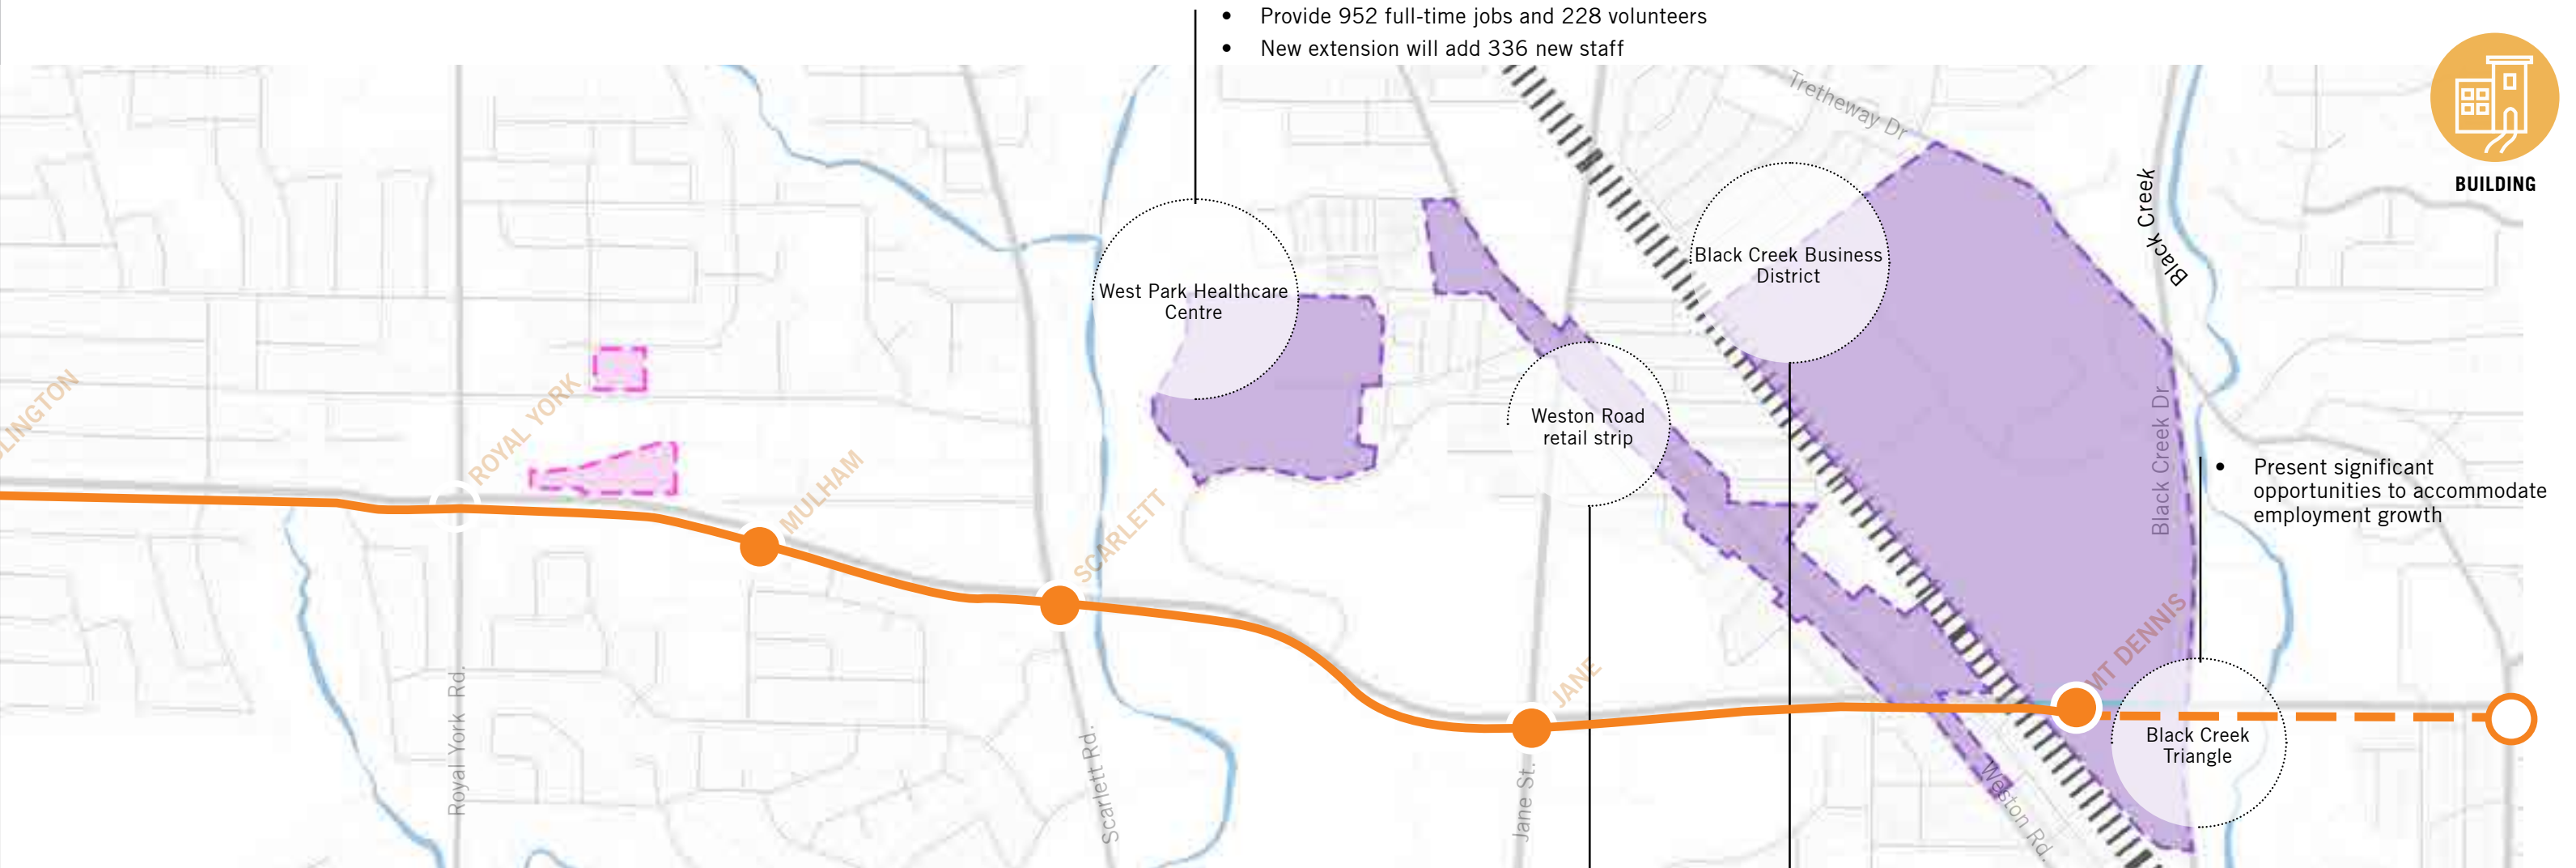 • Provide 952 full-time jobs and 228 volunteers
• New extension will add 336 new staff
Tretheway Dr
BUILDING
Black Creek
Black Creek
West Park Healthcare
Centre
Black Creek Business
District
Weston Road
retail strip
LINGTON
ROYAL YORK
MULHAM
SCARLETT
JANE
MT DENNIS
Black Creek Dr
• Present significant
opportunities to accommodate
employment growth
Black Creek
Triangle
Royal York Rd.
Scarlett Rd.
Jane St.
Weston Rd.